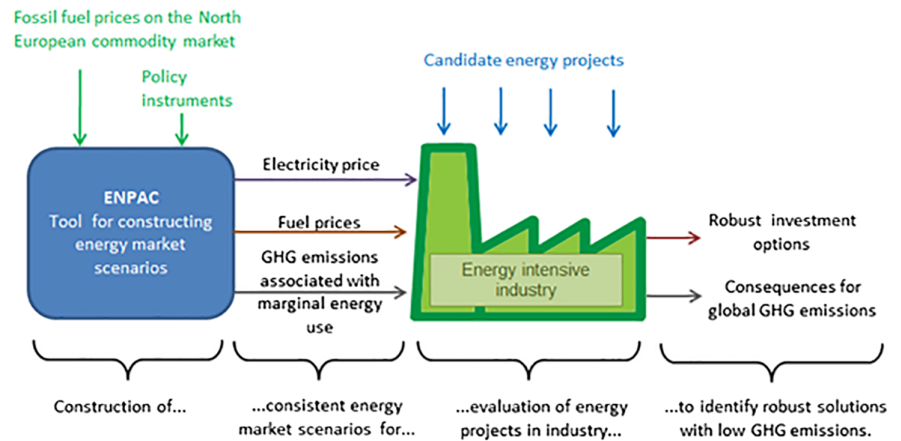 Fossil fuel prices on the North
European commodity market
Policy
instruments
Candidate energy projects
ENPAC
Tool for constructing
energy market
scenarios
Electricity price
Fuel prices
GHG emissions
associated with
marginal energy
use
Energy intensive
industry
Robust investment
options
Consequences for
global GHG emissions
Construction of...
...consistent energy
market scenarios for...
...evaluation of energy
projects in industry...
...to identify robust solutions
with low GHG emissions.